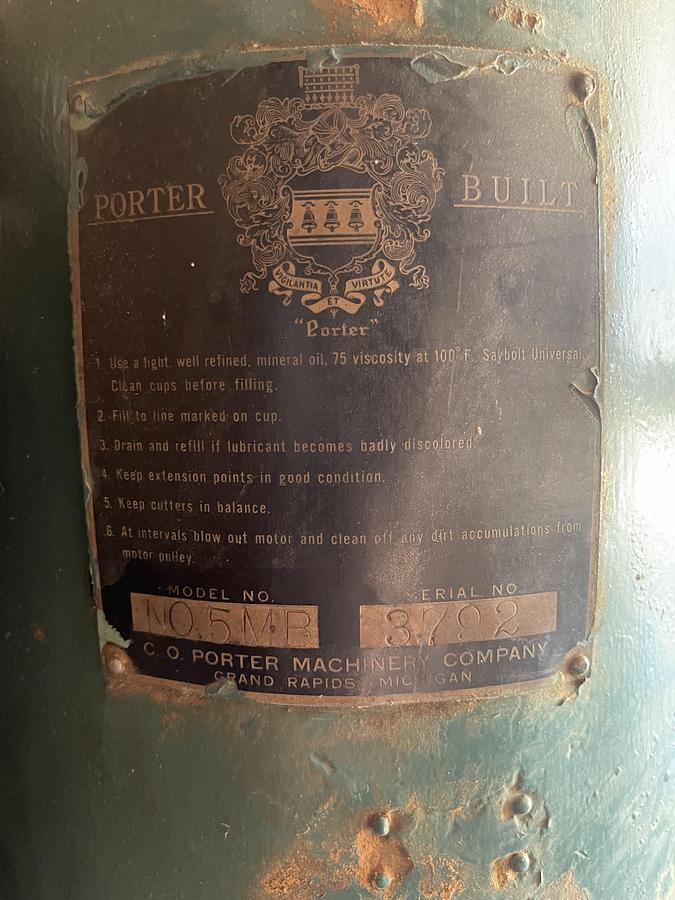 PORTER BUILT
VIGILANTIA ET VIRTUTE
"Porter"
1. Use a light, well refined, mineral oil, 75 viscosity at 100° F. Saybolt Universal.
Clean cups before filling.
2. Fill to line marked on cup.
3. Drain and refill if lubricant becomes badly discolored.
4. Keep extension points in good condition.
5. Keep cutters in balance.
6. At intervals blow out motor and clean off any dirt accumulations from
motor pulley.
MODEL NO. SERIAL NO.
NO.5MB 3792
C. O. PORTER MACHINERY COMPANY
GRAND RAPIDS, MICHIGAN